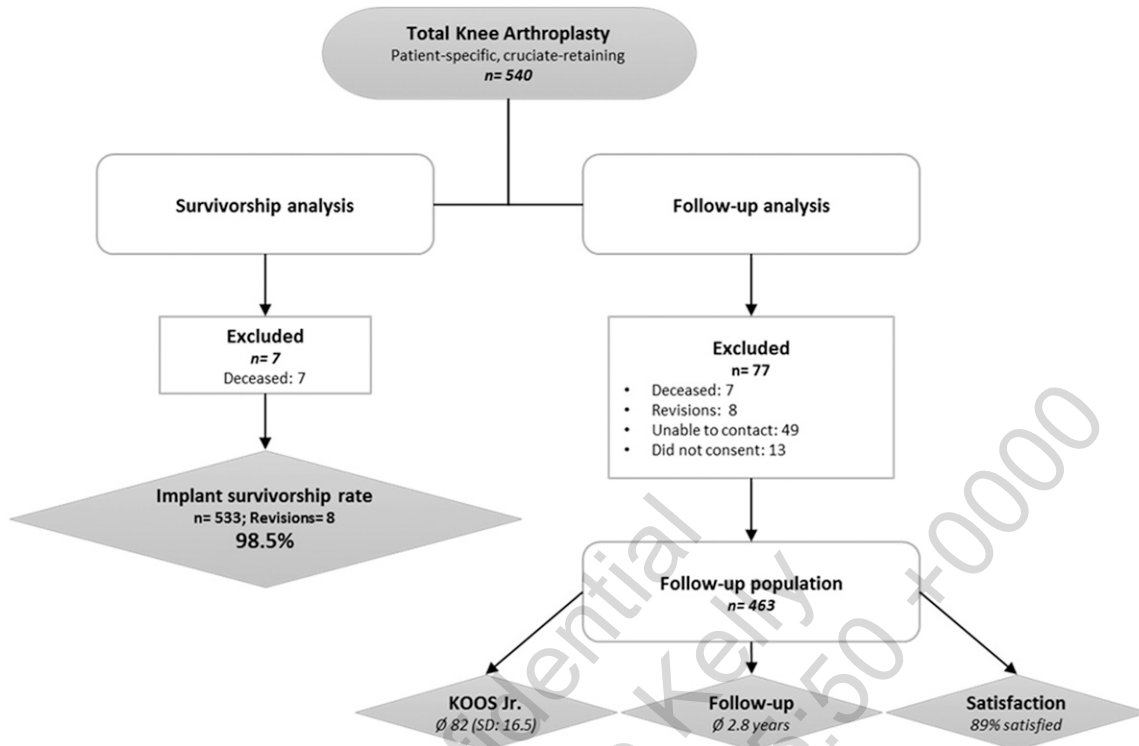 Total Knee Arthroplasty
Patient-specific, cruciate-retaining
n= 540
Survivorship analysis
Follow-up analysis
Excluded
n= 7
Deceased: 7
Excluded
n= 77
• Deceased: 7
• Revisions: 8
• Unable to contact: 49
• Did not consent: 13
Implant survivorship rate
n= 533; Revisions= 8
98.5%
Follow-up population
n= 463
KOOS Jr.
Ø 82 (SD: 16.5)
Follow-up
Ø 2.8 years
Satisfaction
89% satisfied
Kelly
:50 +0000